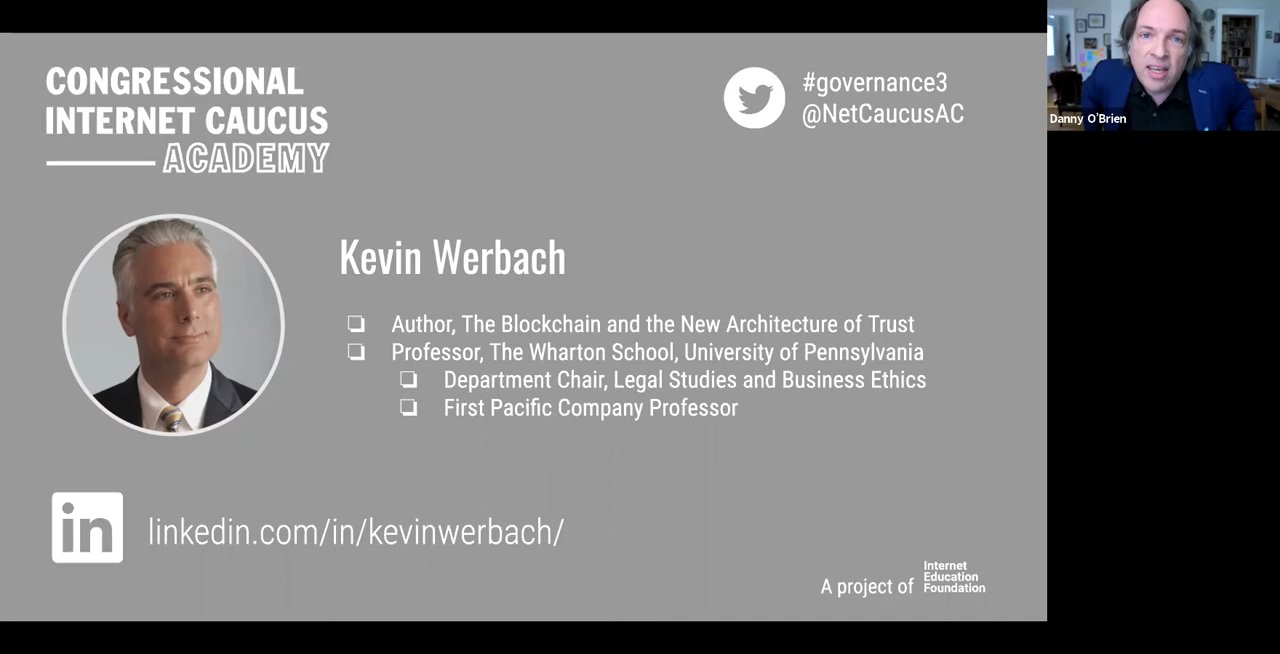 CONGRESSIONAL
INTERNET CAUCUS
ACADEMY
#governance3
@NetCaucusAC
Danny O'Brien
Kevin Werbach
Author, The Blockchain and the New Architecture of Trust
Professor, The Wharton School, University of Pennsylvania
Department Chair, Legal Studies and Business Ethics
First Pacific Company Professor
in
linkedin.com/in/kevinwerbach/
A project of
Internet
Education
Foundation